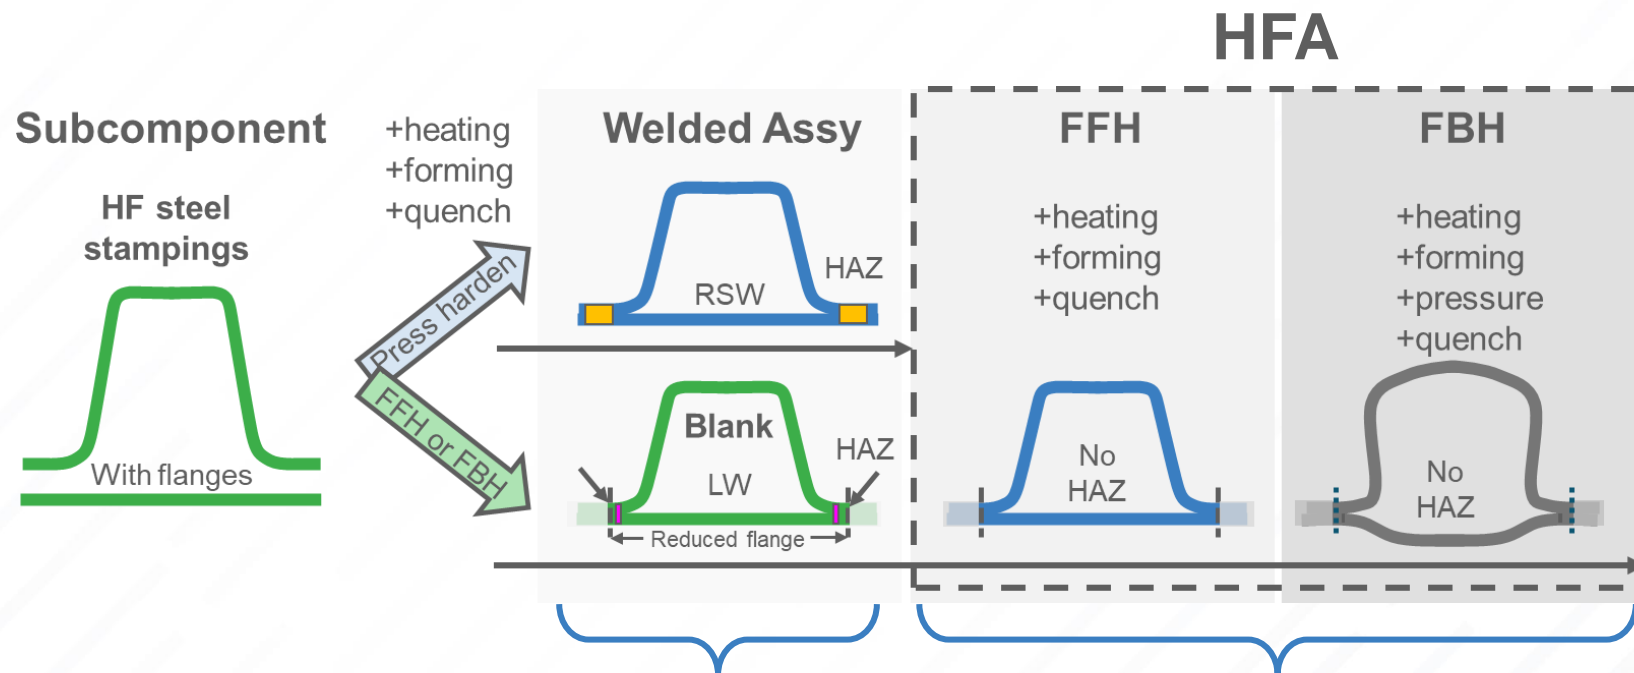 HFA
Subcomponent
HF steel
stampings
With flanges
+heating
+forming
+quench
Press harden
FFH or FBH
Welded Assy
RSW
HAZ
Blank
LW
HAZ
Reduced flange
FFH
+heating
+forming
+quench
No
HAZ
FBH
+heating
+forming
+pressure
+quench
No
HAZ